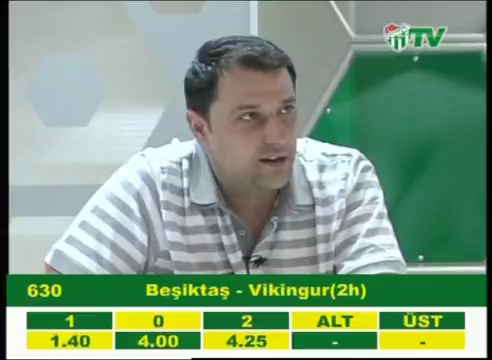 TV
630 Beşiktaş - Vikingur(2h)
1 0 2 ALT ÜST
1.40 4.00 4.25 - -